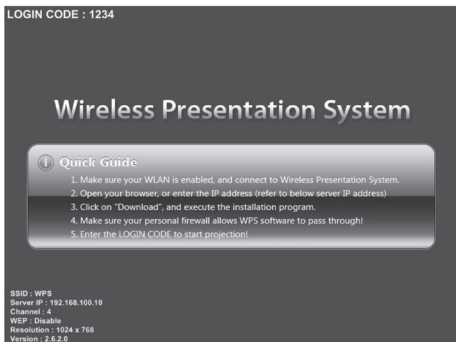 LOGIN CODE : 1234
Wireless Presentation System
Quick Guide
1. Make sure your WLAN is enabled, and connect to Wireless Presentation System.
2. Open your browser, or enter the IP address (refer to below server IP address)
3. Click on "Download", and execute the installation program.
4. Make sure your personal firewall allows WPS software to pass through!
5. Enter the LOGIN CODE to start projection!
SSID : WPS
Server IP : 192.168.100.10
Channel : 4
WEP : Disable
Resolution : 1024 x 768
Version : 2.6.2.0